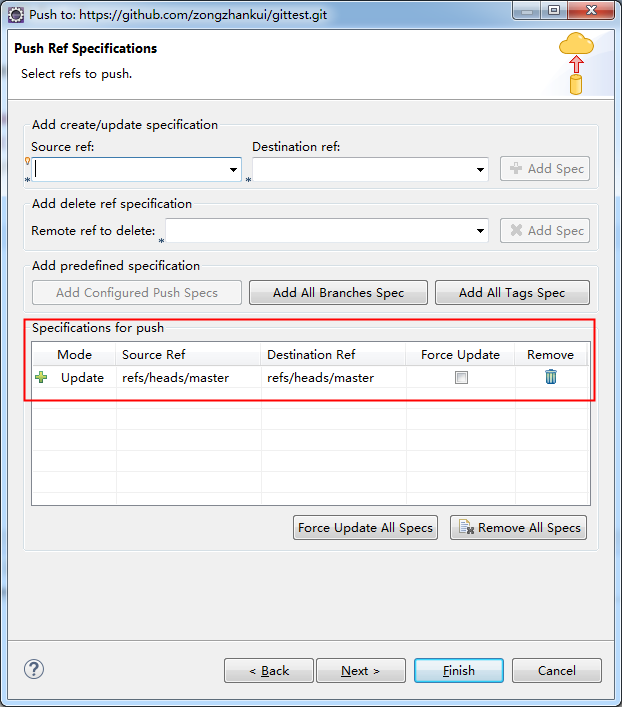 Push to: https://github.com/zongzhankui/gittest.git
Push Ref Specifications
Select refs to push.
Add create/update specification
Source ref: Destination ref:
* * Add Spec
Add delete ref specification
Remote ref to delete: * Add Spec
Add predefined specification
Add Configured Push Specs Add All Branches Spec Add All Tags Spec
Specifications for push
Mode Source Ref Destination Ref Force Update Remove
Update refs/heads/master refs/heads/master
Force Update All Specs Remove All Specs
? < Back Next > Finish Cancel